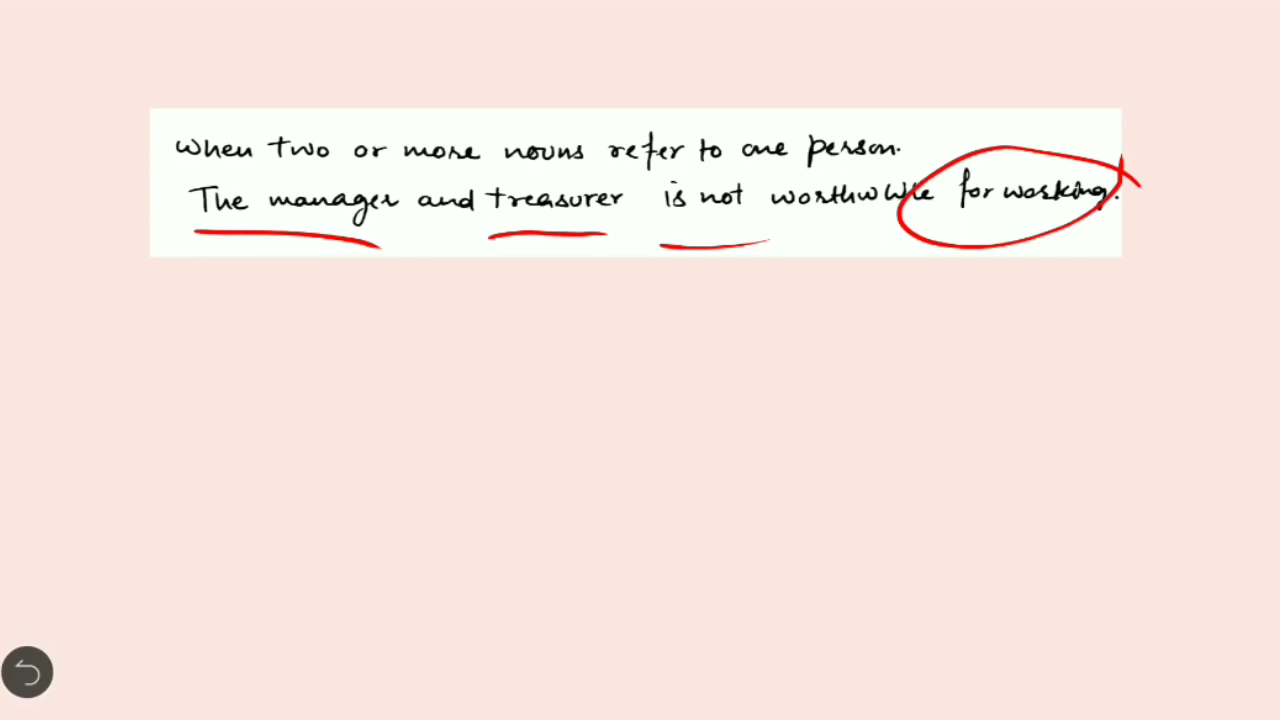 When two or more nouns refer to one person.
The manager and treasurer is not worthwhile for working.